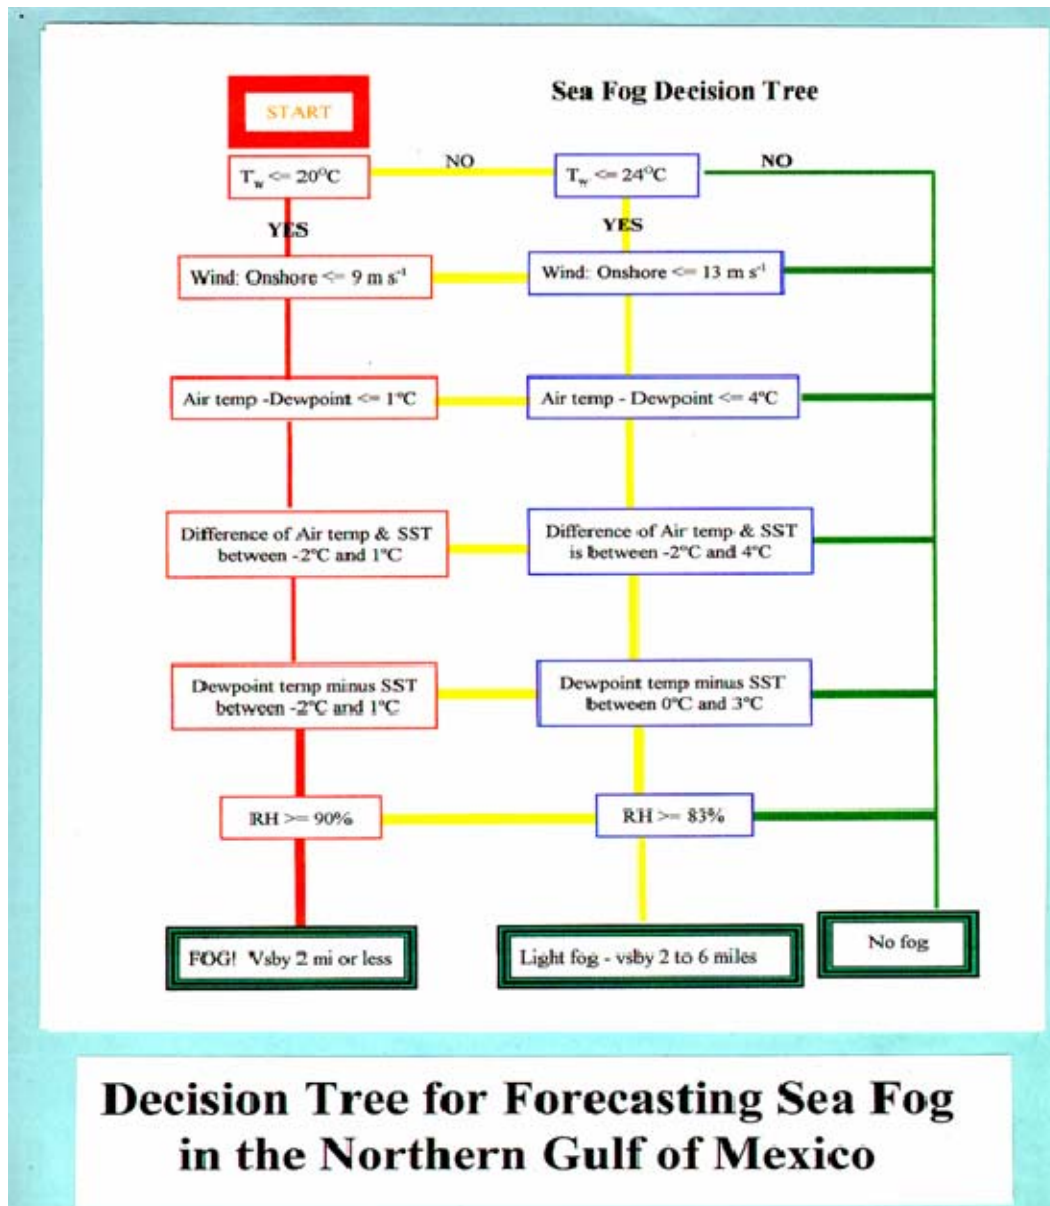 Sea Fog Decision Tree
START
T_w <= 20°C
NO
T_w <= 24°C
NO
YES
YES
Wind: Onshore <= 9 m s⁻¹
Wind: Onshore <= 13 m s⁻¹
Air temp -Dewpoint <= 1°C
Air temp - Dewpoint <= 4°C
Difference of Air temp & SST
between -2°C and 1°C
Difference of Air temp & SST
is between -2°C and 4°C
Dewpoint temp minus SST
between -2°C and 1°C
Dewpoint temp minus SST
between 0°C and 3°C
RH >= 90%
RH >= 83%
FOG! Vsby 2 mi or less
Light fog - vsby 2 to 6 miles
No fog
Decision Tree for Forecasting Sea Fog
in the Northern Gulf of Mexico